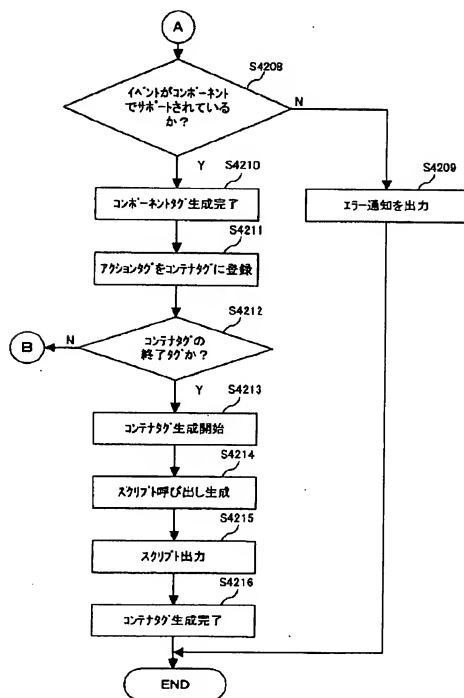 A
S4208
イベントがコンポーネント
でサポートされている
か？
N
Y
S4209
エラー通知を出力
S4210
コンポーネントタグ生成完了
S4211
アクションタグをコンテナタグに登録
S4212
コンテナタグの
終了タグか？
N
B
Y
S4213
コンテナタグ生成開始
S4214
スクリプト呼び出し生成
S4215
スクリプト出力
S4216
コンテナタグ生成完了
END